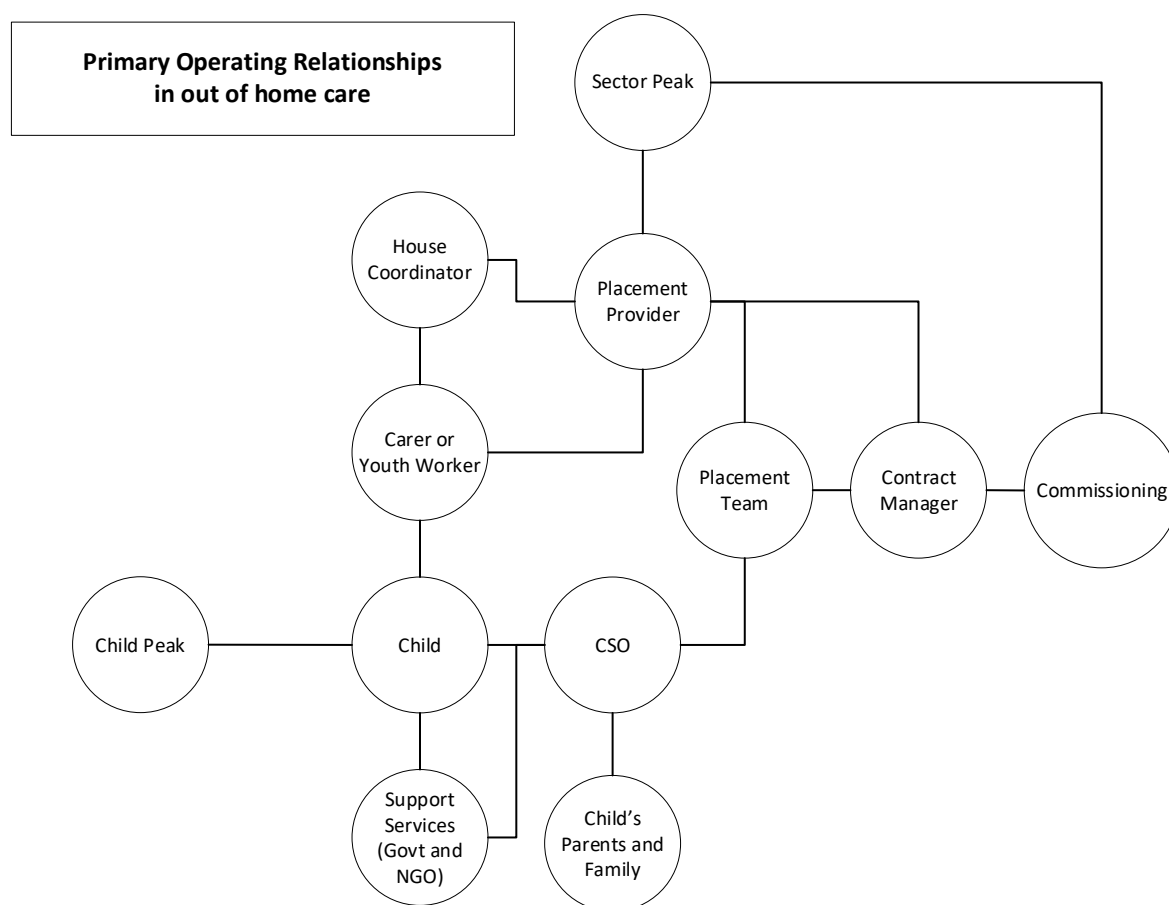 Primary Operating Relationships
in out of home care
Sector Peak
House
Coordinator
Placement
Provider
Carer or
Youth Worker
Placement
Team
Contract
Manager
Commissioning
Child Peak
Child
CSO
Support
Services
(Govt and
NGO)
Child’s
Parents and
Family